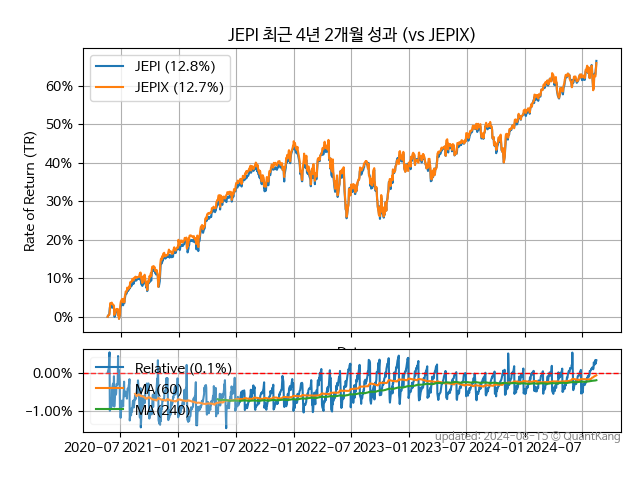 JEPI 최근 4년 2개월 성과 (vs JEPIX)
JEPI (12.8%)
JEPIX (12.7%)
Rate of Return (TR)
60%
50%
40%
30%
20%
10%
0%
Relative (0.1%)
MA(60)
MA(240)
0.00%
−1.00%
2020-07
2021-01
2021-07
2022-01
2022-07
2023-01
2023-07
2024-01
2024-07
updated: 2024-08-15 © QuantKang